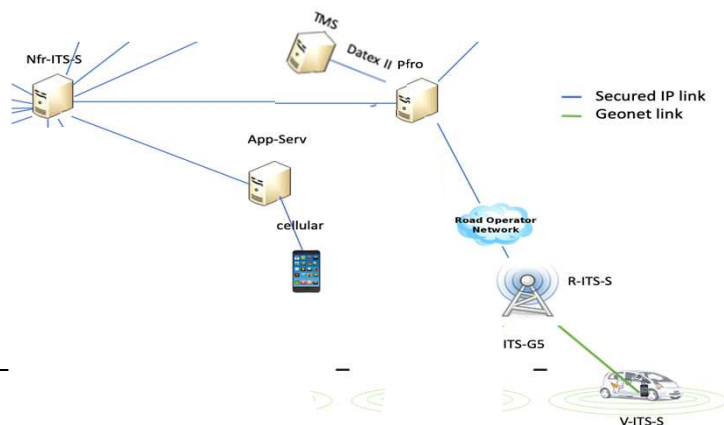 TMS
Datex II
Nfr-ITS-S
Pfro
Secured IP link
Geonet link
App-Serv
cellular
Road Operator
Network
R-ITS-S
ITS-G5
V-ITS-S